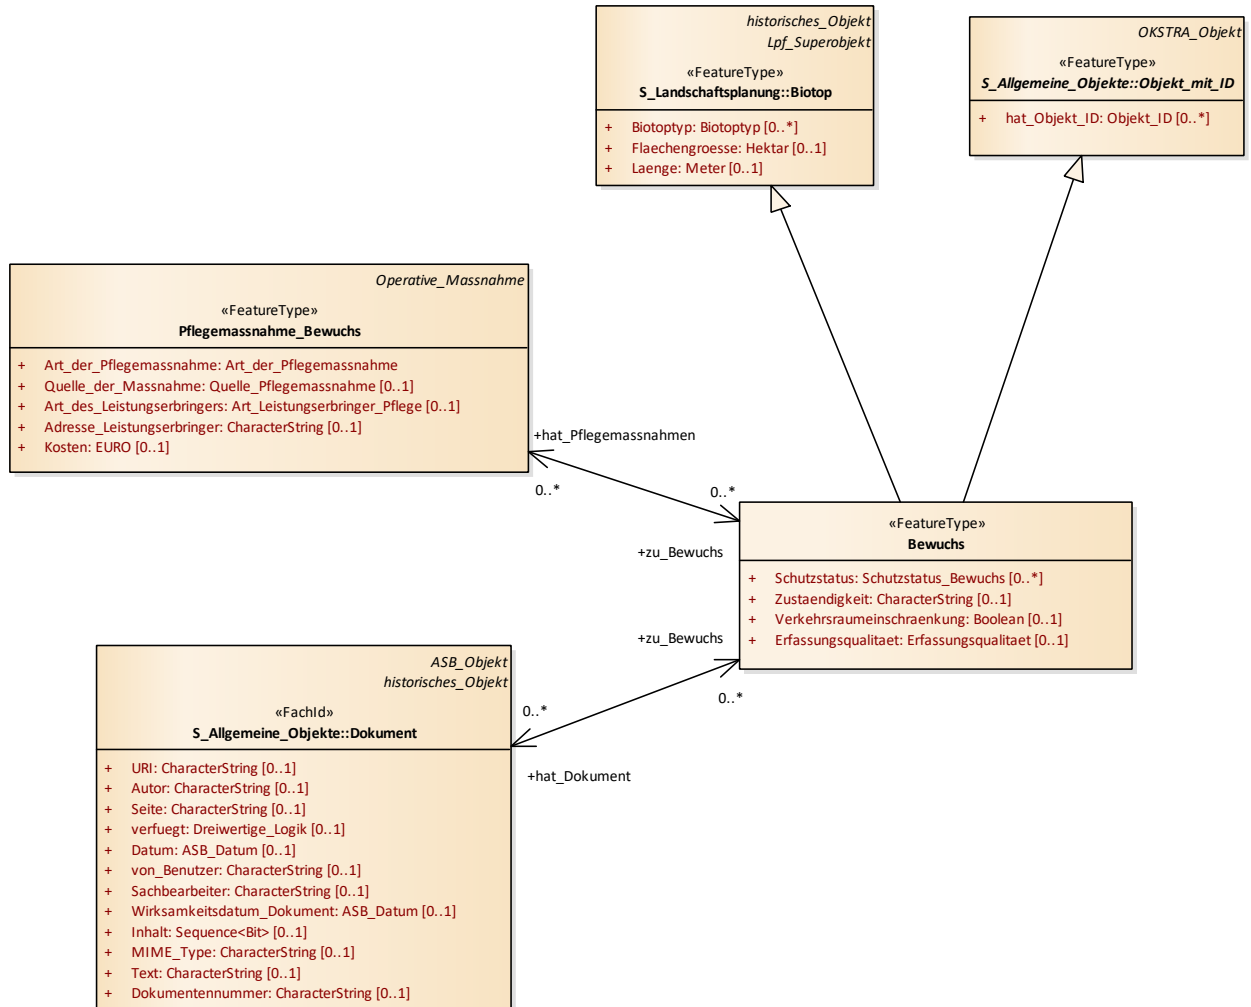 historisches_Objekt
Lpf_Superobjekt
«FeatureType»
S_Landschaftsplanung::Biotop
+ Biotoptyp: Biotoptyp [0..*]
+ Flaechengroesse: Hektar [0..1]
+ Laenge: Meter [0..1]
OKSTRA_Objekt
«FeatureType»
S_Allgemeine_Objekte::Objekt_mit_ID
+ hat_Objekt_ID: Objekt_ID [0..*]
Operative_Massnahme
«FeatureType»
Pflegemassnahme_Bewuchs
+ Art_der_Pflegemassnahme: Art_der_Pflegemassnahme
+ Quelle_der_Massnahme: Quelle_Pflegemassnahme [0..1]
+ Art_des_Leistungserbringers: Art_Leistungserbringer_Pflege [0..1]
+ Adresse_Leistungserbringer: CharacterString [0..1]
+ Kosten: EURO [0..1]
+hat_Pflegemassnahmen
0..*
0..*
+zu_Bewuchs
«FeatureType»
Bewuchs
+ Schutzstatus: Schutzstatus_Bewuchs [0..*]
+ Zustaendigkeit: CharacterString [0..1]
+ Verkehrsraumeinschraenkung: Boolean [0..1]
+ Erfassungsqualitaet: Erfassungsqualitaet [0..1]
+zu_Bewuchs
0..*
0..*
+hat_Dokument
ASB_Objekt
historisches_Objekt
«FachId»
S_Allgemeine_Objekte::Dokument
+ URI: CharacterString [0..1]
+ Autor: CharacterString [0..1]
+ Seite: CharacterString [0..1]
+ verfuegt: Dreiwertige_Logik [0..1]
+ Datum: ASB_Datum [0..1]
+ von_Benutzer: CharacterString [0..1]
+ Sachbearbeiter: CharacterString [0..1]
+ Wirksamkeitsdatum_Dokument: ASB_Datum [0..1]
+ Inhalt: Sequence<Bit> [0..1]
+ MIME_Type: CharacterString [0..1]
+ Text: CharacterString [0..1]
+ Dokumentennummer: CharacterString [0..1]